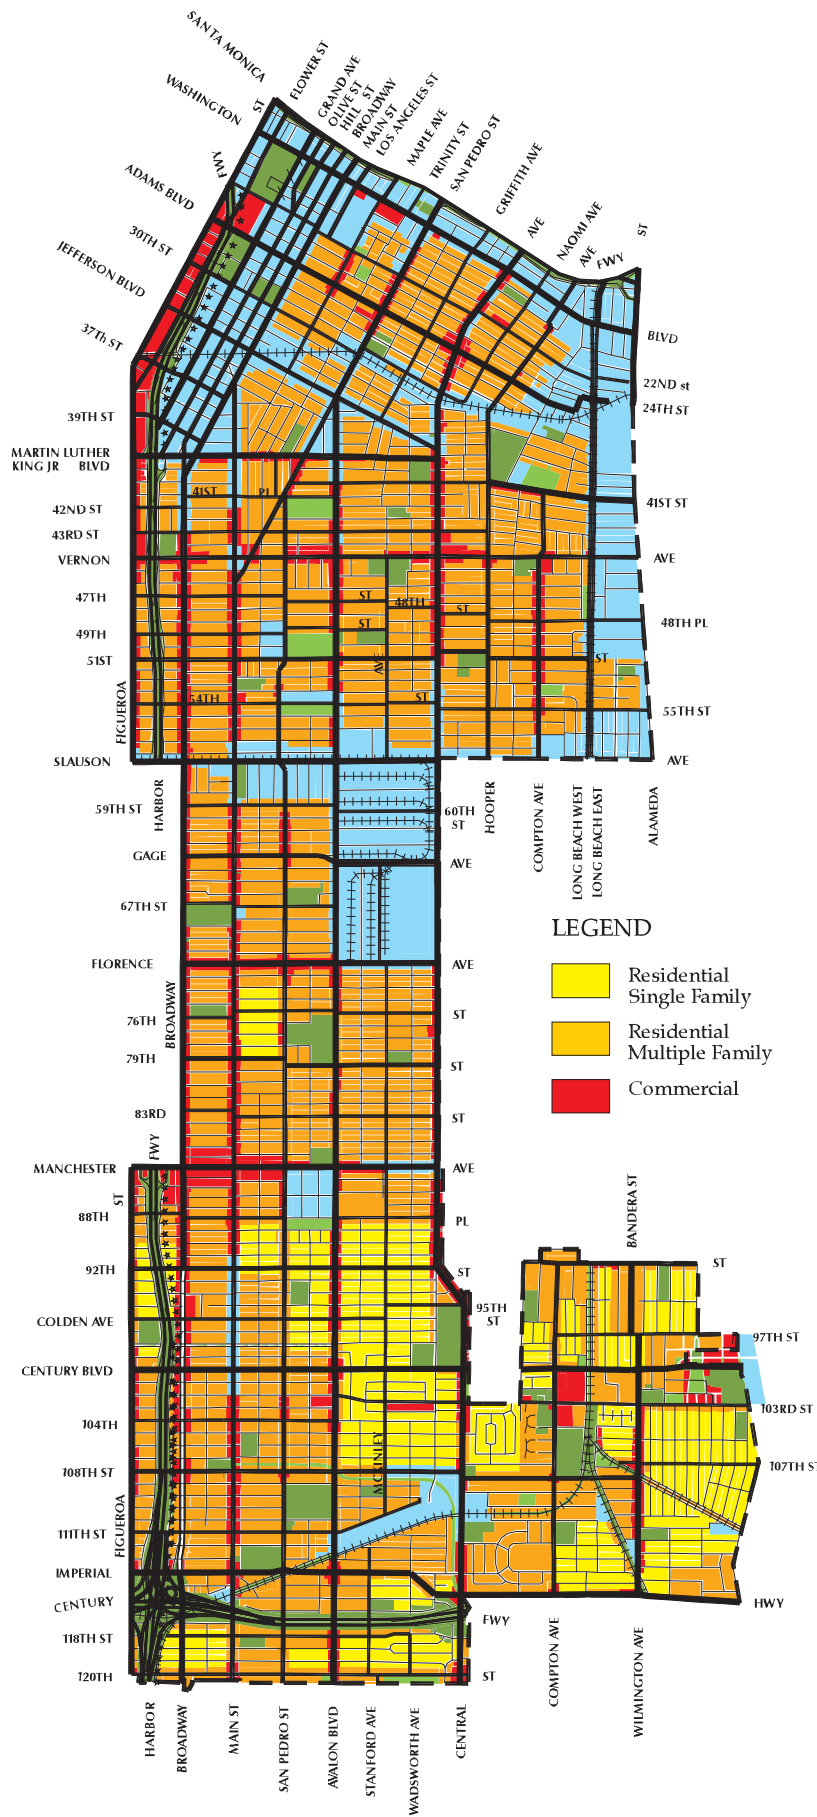 SANTA MONICA
FLOWER ST
GRAND AVE
OLIVE ST
HILL ST
BROADWAY
MAIN ST
LOS ANGELES ST
MAPLE AVE
TRINITY ST
SAN PEDRO ST
GRIFFITH AVE
AVE
NAOMI AVE
AVE
FWY
ST
WASHINGTON
ST
FWY
ADAMS BLVD
30TH ST
JEFFERSON BLVD
37Th ST
BLVD
22ND st
24TH ST
39TH ST
MARTIN LUTHER
KING JR BLVD
41ST PL
41ST ST
42ND ST
43RD ST
VERNON AVE
47TH ST
48TH ST
48TH PL
49TH ST
51ST ST
AVE
54TH ST
55TH ST
FIGUEROA
SLAUSON AVE
HARBOR
HOOPER
COMPTON AVE
LONG BEACH WEST
LONG BEACH EAST
ALAMEDA
59TH ST
60TH
ST
GAGE AVE
67TH ST
LEGEND
FLORENCE AVE
Residential
Single Family
BROADWAY
76TH ST
Residential
Multiple Family
79TH ST
Commercial
83RD ST
FWY
MANCHESTER AVE
ST
88TH PL
BANDERA ST
92TH ST
ST
95TH
ST
COLDEN AVE
97TH ST
CENTURY BLVD
103RD ST
104TH
MCKINLEY
107TH ST
108TH ST
FIGUEROA
111TH ST
IMPERIAL HWY
CENTURY FWY
118TH ST
120TH ST
HARBOR
BROADWAY
MAIN ST
SAN PEDRO ST
AVALON BLVD
STANFORD AVE
WADSWORTH AVE
CENTRAL
COMPTON AVE
WILMINGTON AVE